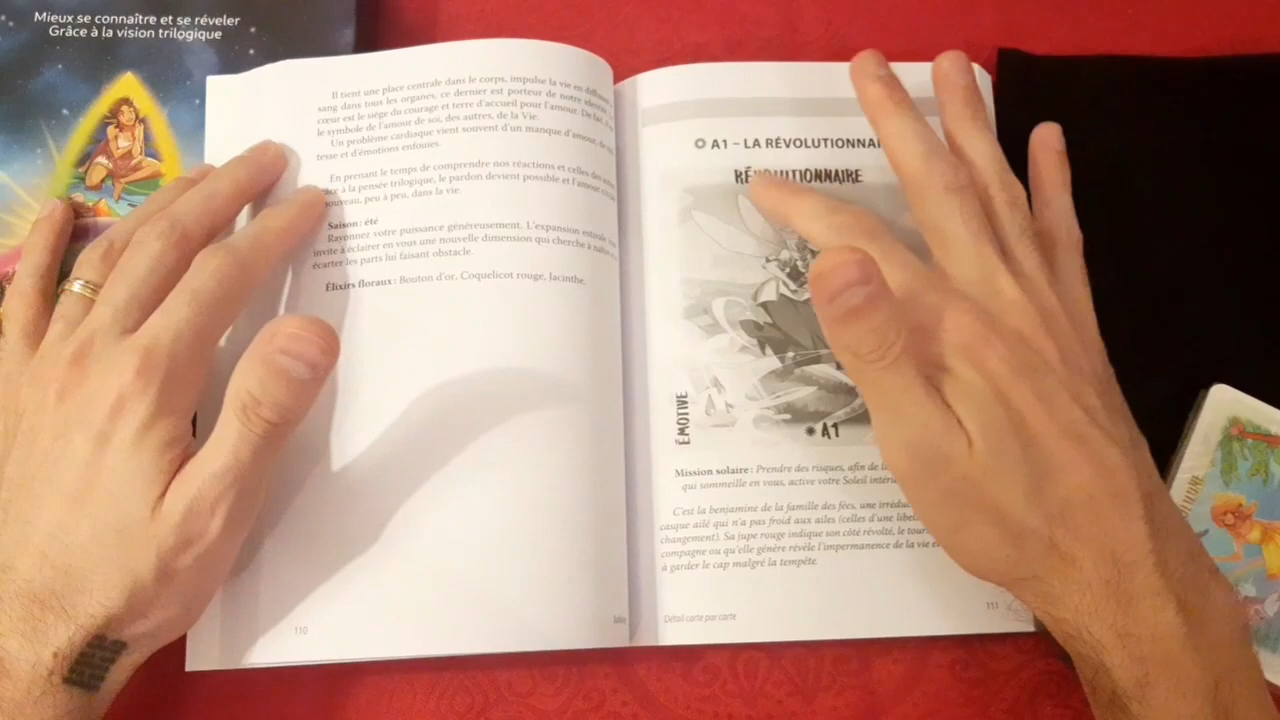 Mieux se connaître et se réveler
Grâce à la vision trilogique
Il tient une place centrale dans le corps, impulse la vie en
sang dans tous les organes, ce dernier est porteur de notre
cœur est le siège du courage et terre d'accueil pour l'amour. De fait,
le symbole de l'amour de soi, des autres, de la Vie.
Un problème cardiaque vient souvent d'un manque d'amour, de
tesse et d'émotions enfouies.
En prenant le temps de comprendre nos réactions et celles des
à la pensée trilogique, le pardon devient possible et l'amour
nouveau, peu à peu, dans la vie.
Saison : été
Rayonnez votre puissance généreusement. L'expansion estivale
invite à éclairer en vous une nouvelle dimension qui cherche à
écarter les parts lui faisant obstacle.
Élixirs floraux : Bouton d'or, Coquelicot rouge, Jacinthe.
110
A1 – LA RÉVOLUTIONNAI
RÉVOLUTIONNAIRE
ÉMOTIVE
A1
Mission solaire : Prendre des risques, afin de
qui sommeille en vous, active votre Soleil
C'est la benjamine de la famille des fées, une
casque ailé qui n'a pas froid aux ailes (celles d'une
changement). Sa jupe rouge indique son côté révolté, le
compagne ou qu'elle génère révèle l'impermanence de la vie
à garder le cap malgré la tempête.
Détail carte par carte
111